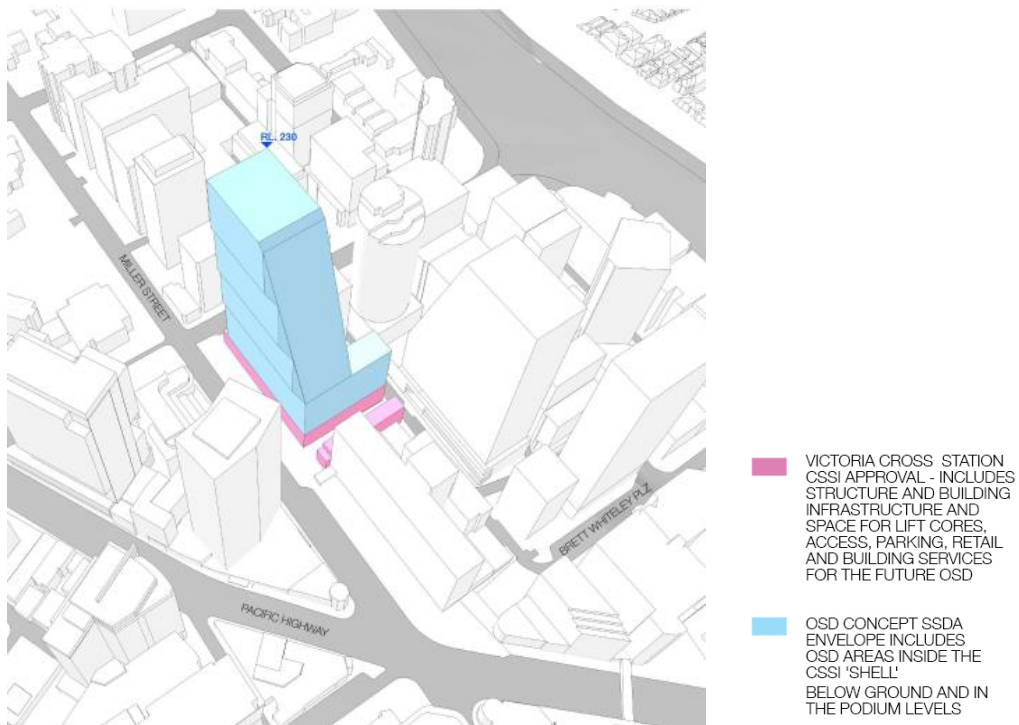 RL. 230
MILLER STREET
BRETT WHITELEY PLZ
PACIFIC HIGHWAY
VICTORIA CROSS STATION
CSSI APPROVAL - INCLUDES
STRUCTURE AND BUILDING
INFRASTRUCTURE AND
SPACE FOR LIFT CORES,
ACCESS, PARKING, RETAIL
AND BUILDING SERVICES
FOR THE FUTURE OSD
OSD CONCEPT SSDA
ENVELOPE INCLUDES
OSD AREAS INSIDE THE
CSSI 'SHELL'
BELOW GROUND AND IN
THE PODIUM LEVELS